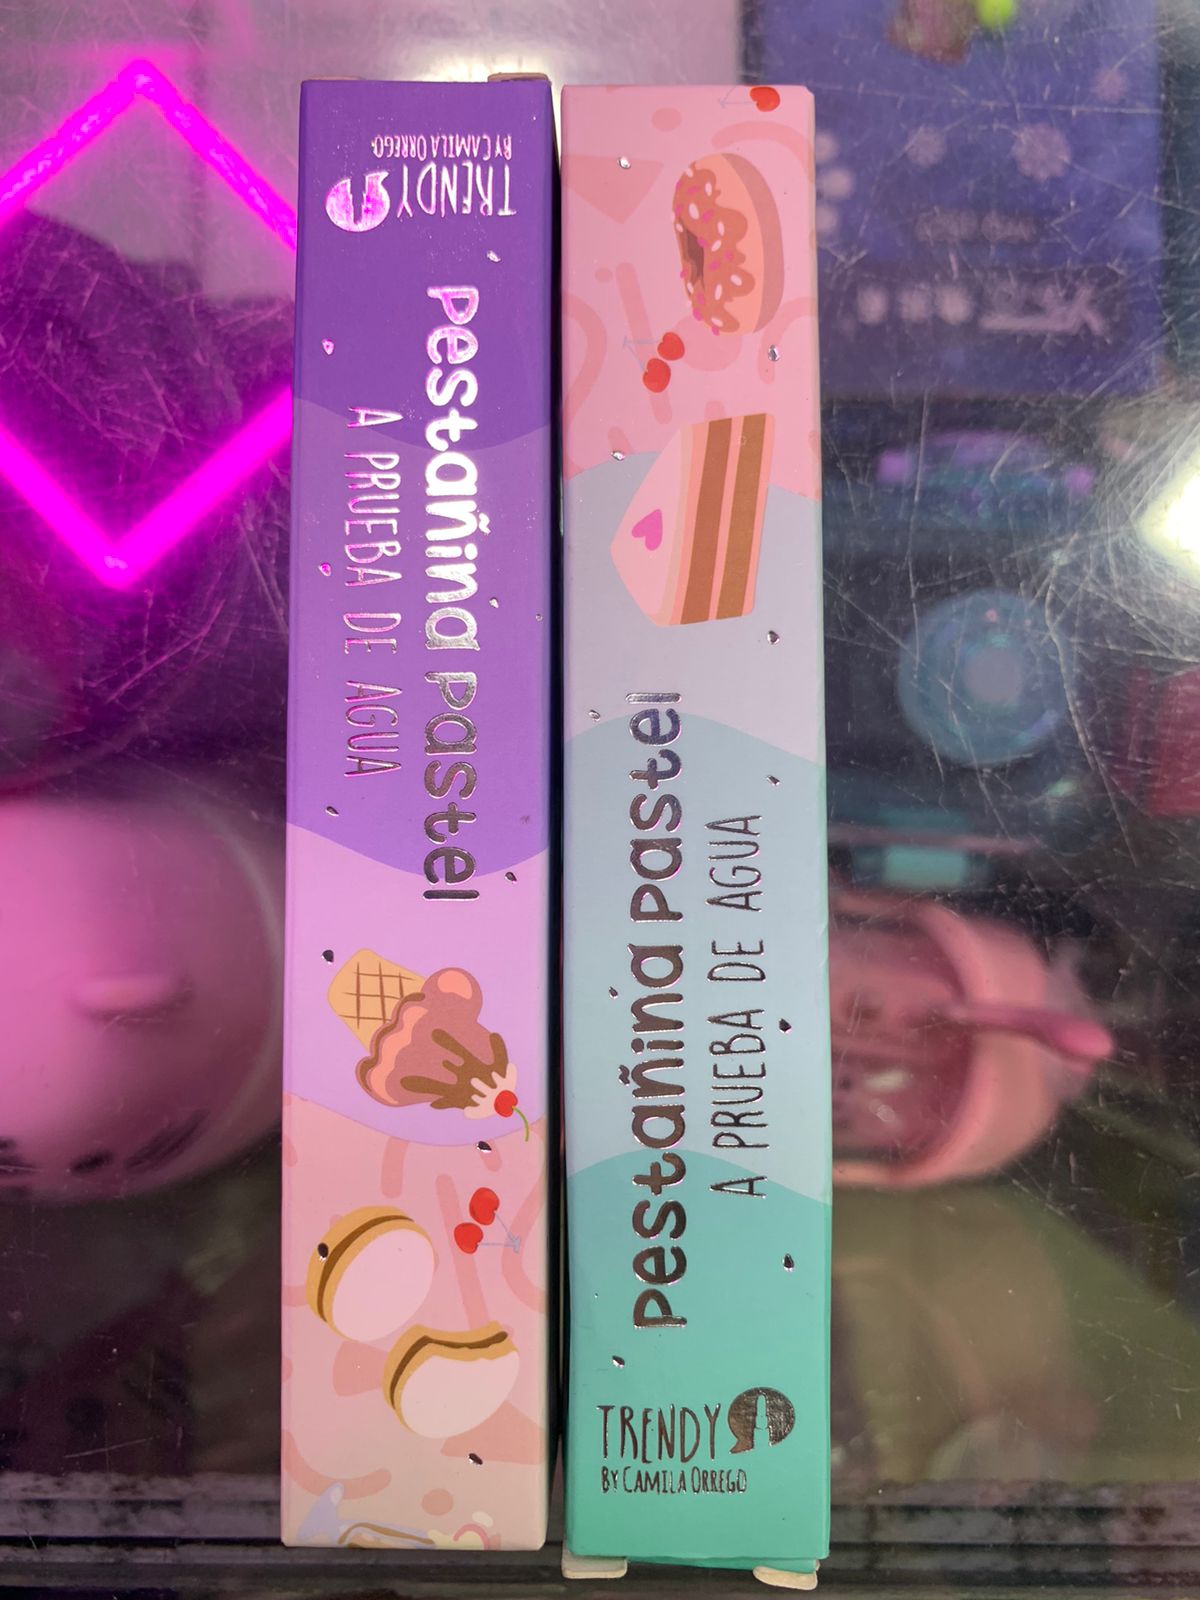 TRENDY
BY CAMILA ORREGO
pestañina pastel
A PRUEBA DE AGUA
pestañina pastel
A PRUEBA DE AGUA
TRENDY
BY CAMILA ORREGO